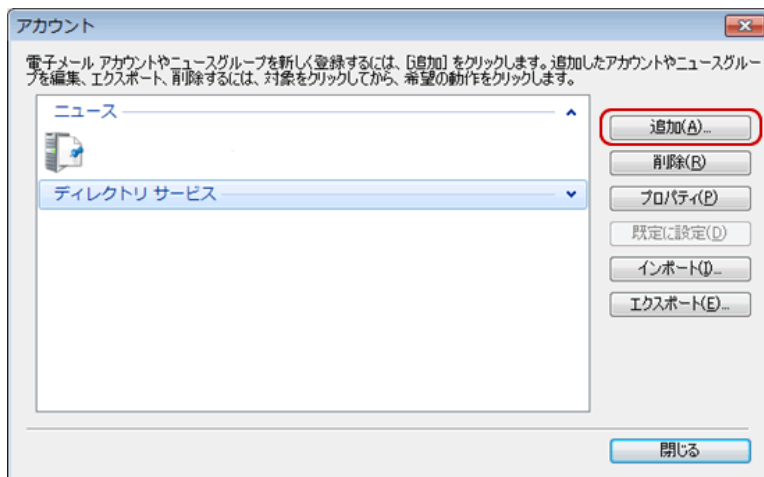 アカウント
電子メール アカウントやニュースグループを新しく登録するには、[追加] をクリックします。追加したアカウントやニュースグルー
プを編集、エクスポート、削除するには、対象をクリックしてから、希望の動作をクリックします。
ニュース
追加(A)...
削除(R)
ディレクトリ サービス
プロパティ(P)
既定に設定(D)
インポート(I)...
エクスポート(E)...
閉じる